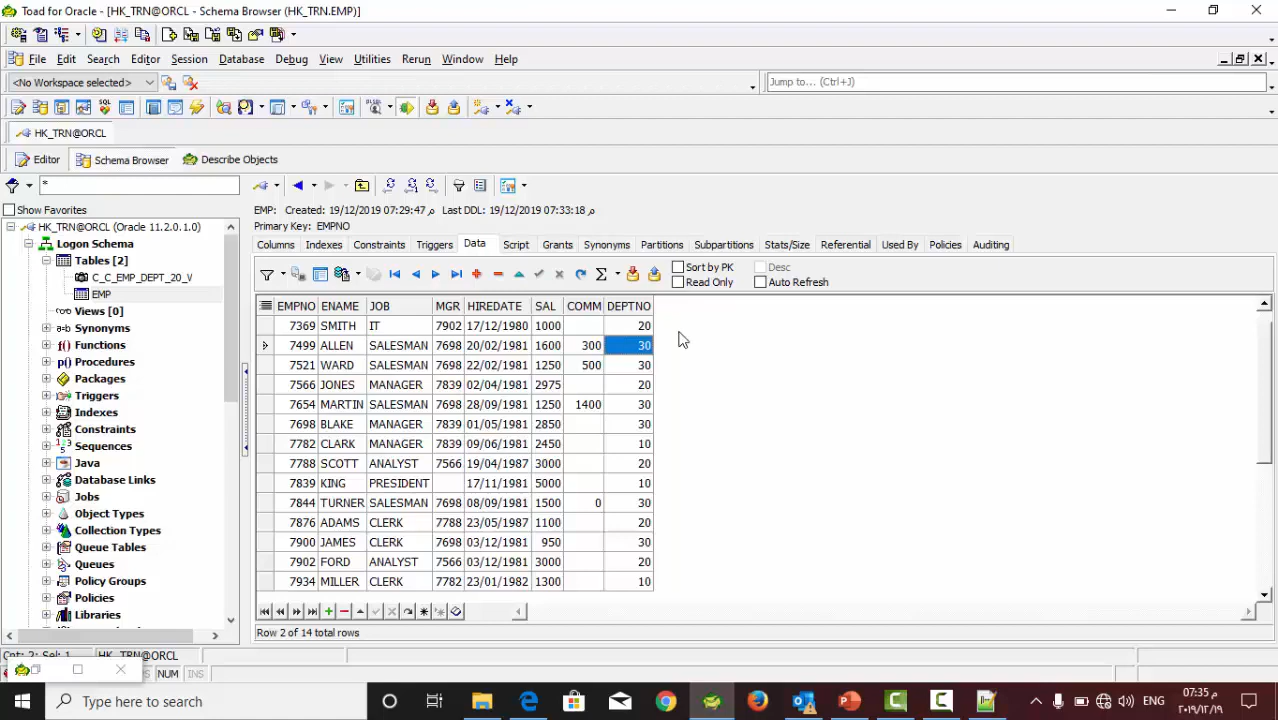 Toad for Oracle - [HK_TRN@ORCL - Schema Browser (HK_TRN.EMP)]
File Edit Search Editor Session Database Debug View Utilities Rerun Window Help
<No Workspace selected> Jump to... (Ctrl+J)
HK_TRN@ORCL
Editor Schema Browser Describe Objects
*
Show Favorites
HK_TRN@ORCL (Oracle 11.2.0.1.0)
Logon Schema
Tables [2]
C_C_EMP_DEPT_20_V
EMP
Views [0]
Synonyms
Functions
Procedures
Packages
Triggers
Indexes
Constraints
Sequences
Java
Database Links
Jobs
Object Types
Collection Types
Queue Tables
Queues
Policy Groups
Policies
Libraries
EMP: Created: 19/12/2019 07:29:47 م Last DDL: 19/12/2019 07:33:18 م
Primary Key: EMPNO
Columns Indexes Constraints Triggers Data Script Grants Synonyms Partitions Subpartitions Stats/Size Referential Used By Policies Auditing
Sort by PK Desc
Read Only Auto Refresh
EMPNO ENAME JOB MGR HIREDATE SAL COMM DEPTNO
7369 SMITH IT 7902 17/12/1980 1000 20
7499 ALLEN SALESMAN 7698 20/02/1981 1600 300 30
7521 WARD SALESMAN 7698 22/02/1981 1250 500 30
7566 JONES MANAGER 7839 02/04/1981 2975 20
7654 MARTIN SALESMAN 7698 28/09/1981 1250 1400 30
7698 BLAKE MANAGER 7839 01/05/1981 2850 30
7782 CLARK MANAGER 7839 09/06/1981 2450 10
7788 SCOTT ANALYST 7566 19/04/1987 3000 20
7839 KING PRESIDENT 17/11/1981 5000 10
7844 TURNER SALESMAN 7698 08/09/1981 1500 0 30
7876 ADAMS CLERK 7788 23/05/1987 1100 20
7900 JAMES CLERK 7698 03/12/1981 950 30
7902 FORD ANALYST 7566 03/12/1981 3000 20
7934 MILLER CLERK 7782 23/01/1982 1300 10
Row 2 of 14 total rows
Cnt: 2; Sel: 1 HK_TRN@ORCL
NUM INS
Type here to search
ENG
07:35 م
٢٠١٩/١٢/١٩